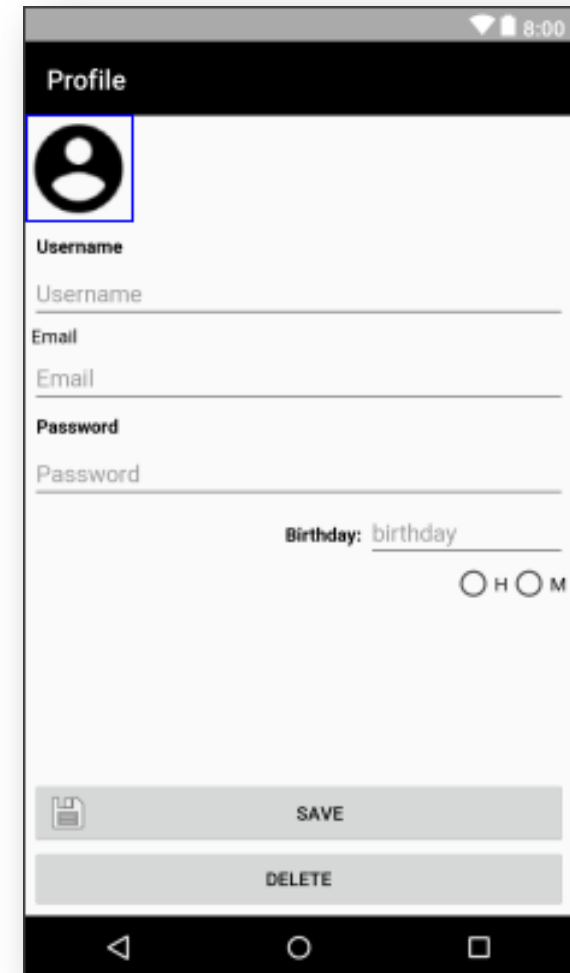 8:00
Profile
Username
Username
Email
Email
Password
Password
Birthday: birthday
H M
SAVE
DELETE